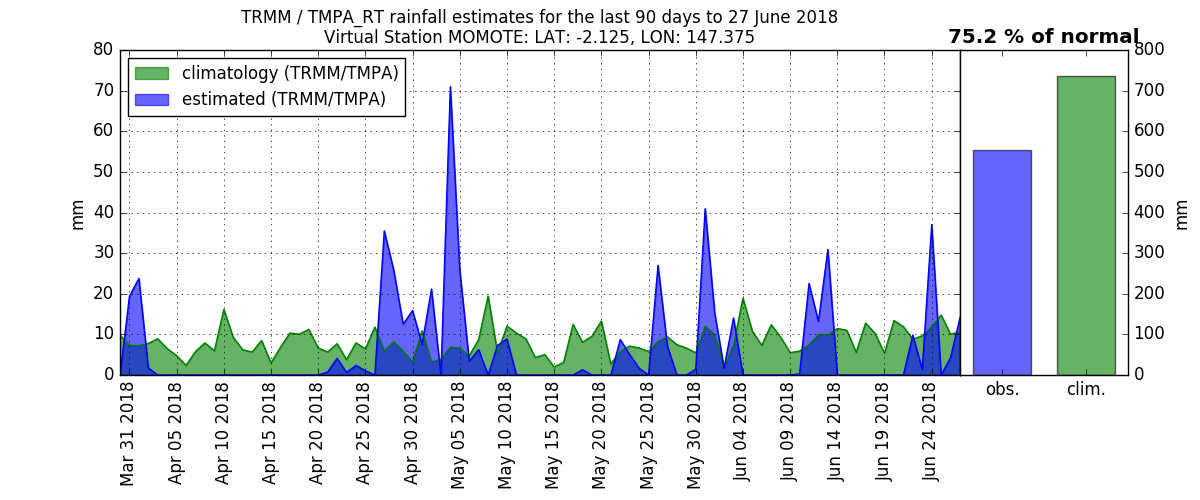 TRMM / TMPA_RT rainfall estimates for the last 90 days to 27 June 2018
Virtual Station MOMOTE: LAT: -2.125, LON: 147.375
75.2 % of normal
climatology (TRMM/TMPA)
estimated (TRMM/TMPA)
80
70
60
50
40
30
20
10
0
mm
Mar 31 2018
Apr 05 2018
Apr 10 2018
Apr 15 2018
Apr 20 2018
Apr 25 2018
Apr 30 2018
May 05 2018
May 10 2018
May 15 2018
May 20 2018
May 25 2018
May 30 2018
Jun 04 2018
Jun 09 2018
Jun 14 2018
Jun 19 2018
Jun 24 2018
obs.
clim.
800
700
600
500
400
300
200
100
0
mm